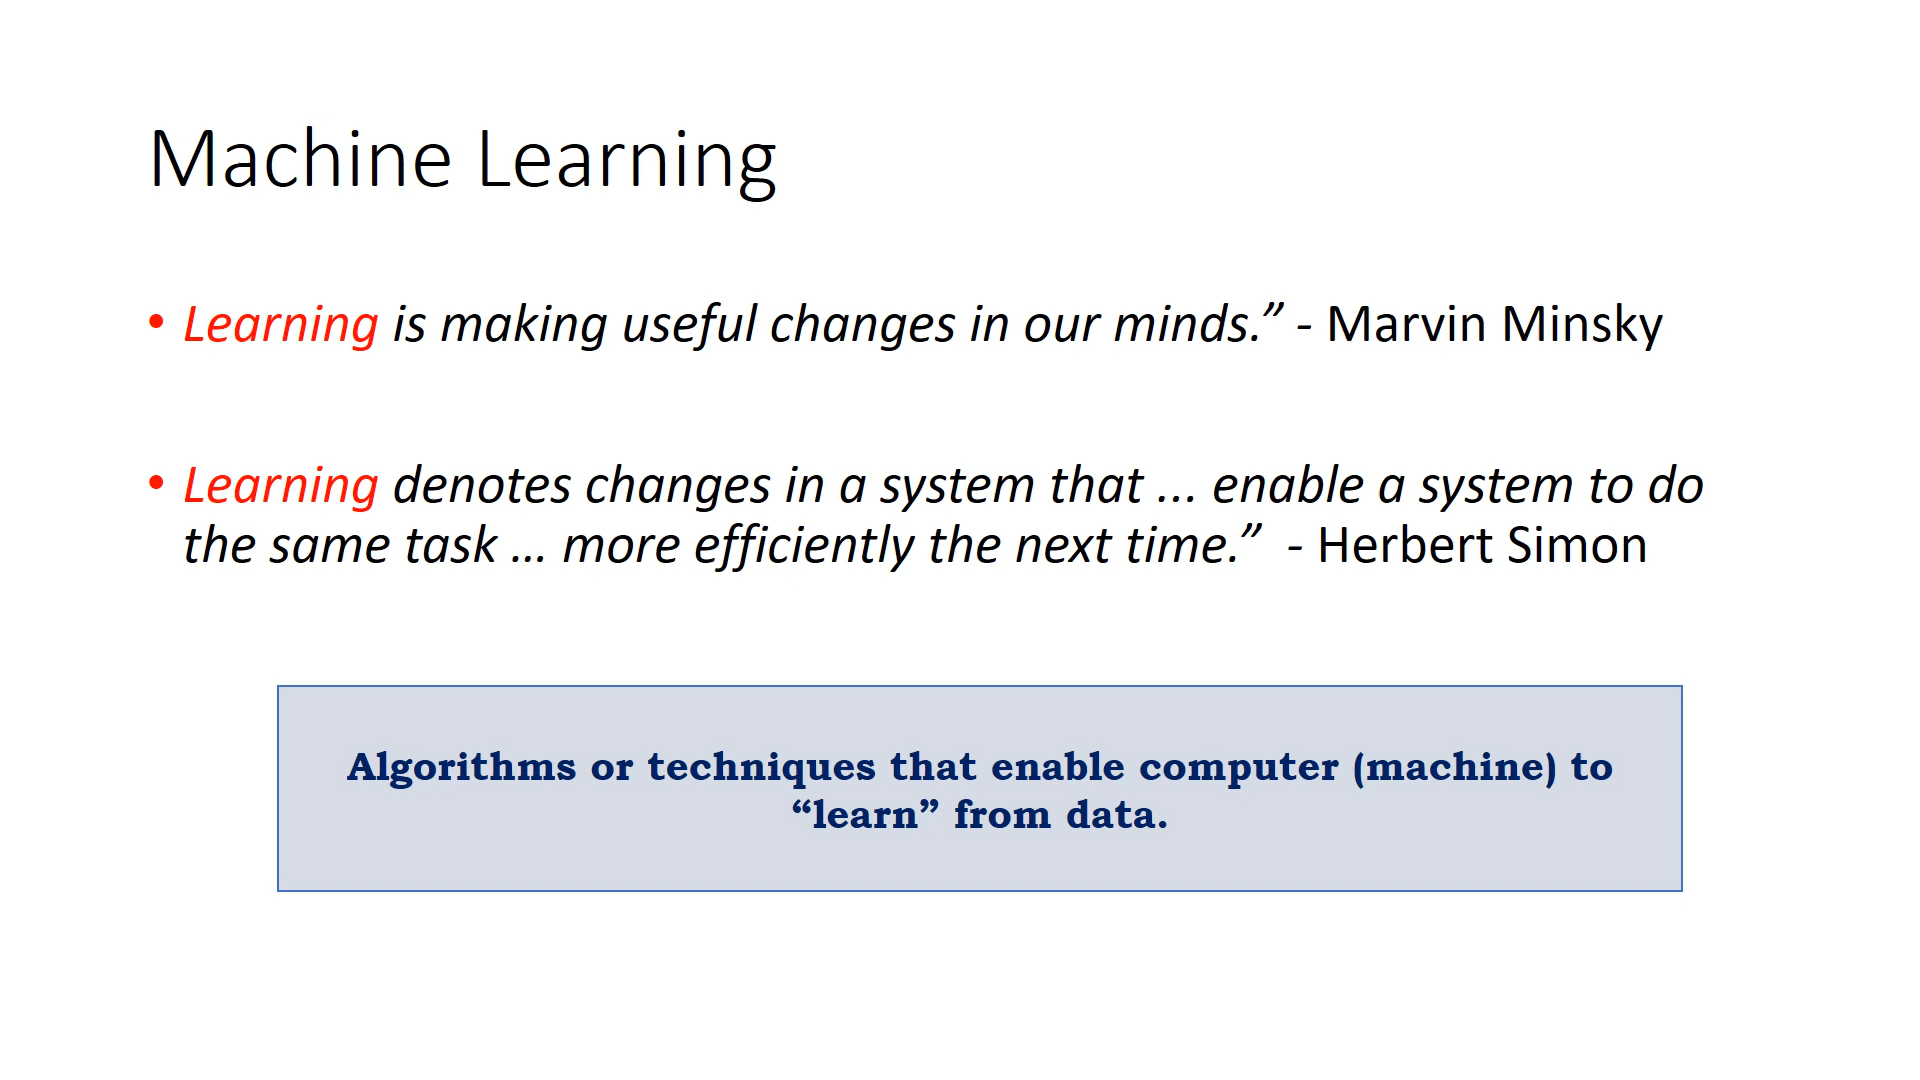 Machine Learning
• Learning is making useful changes in our minds.” - Marvin Minsky
• Learning denotes changes in a system that ... enable a system to do
the same task … more efficiently the next time.”  - Herbert Simon
Algorithms or techniques that enable computer (machine) to
“learn” from data.